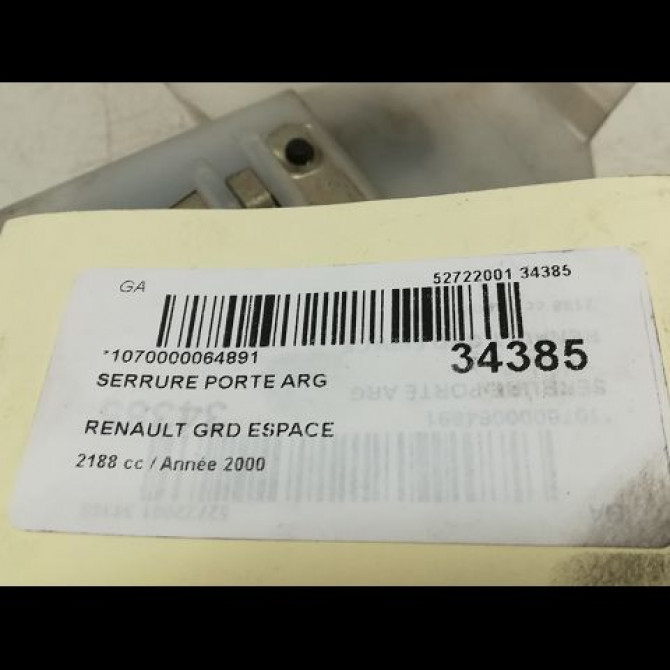 GA
52722001 34385
*1070000064891
34385
SERRURE PORTE ARG
RENAULT GRD ESPACE
2188 cc / Année 2000